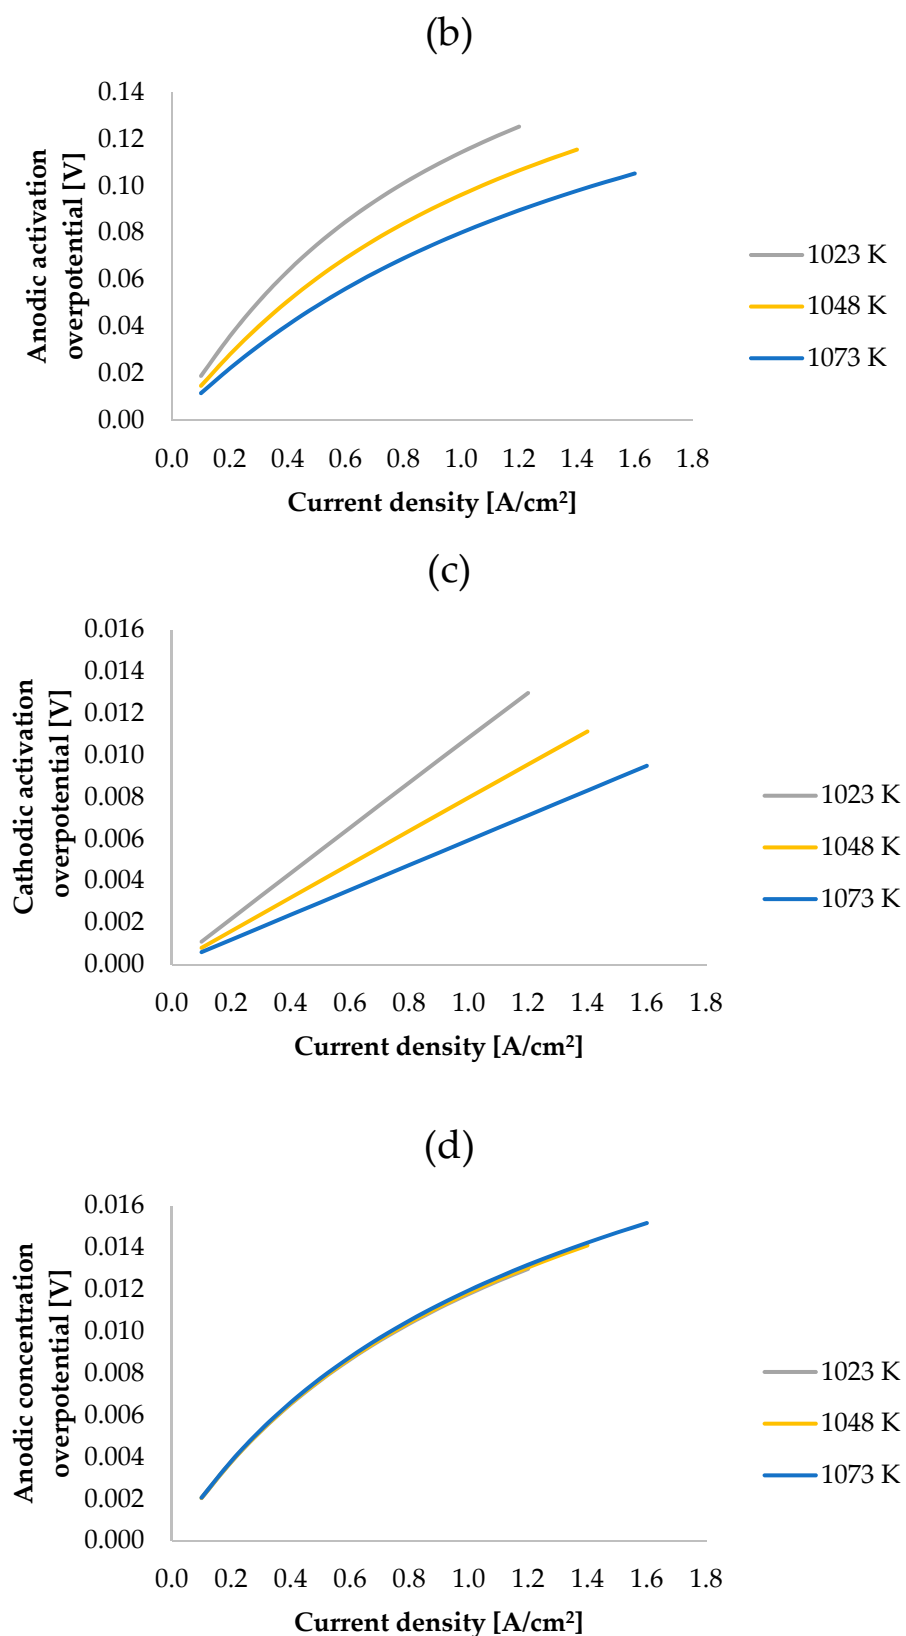 (b)
0.14
0.12
0.10
0.08
0.06
0.04
0.02
0.00
Anodic activation
overpotential [V]
0.0 0.2 0.4 0.6 0.8 1.0 1.2 1.4 1.6 1.8
Current density [A/cm²]
1023 K
1048 K
1073 K
(c)
0.016
0.014
0.012
0.010
0.008
0.006
0.004
0.002
0.000
Cathodic activation
overpotential [V]
0.0 0.2 0.4 0.6 0.8 1.0 1.2 1.4 1.6 1.8
Current density [A/cm²]
1023 K
1048 K
1073 K
(d)
0.016
0.014
0.012
0.010
0.008
0.006
0.004
0.002
0.000
Anodic concentration
overpotential [V]
0.0 0.2 0.4 0.6 0.8 1.0 1.2 1.4 1.6 1.8
Current density [A/cm²]
1023 K
1048 K
1073 K